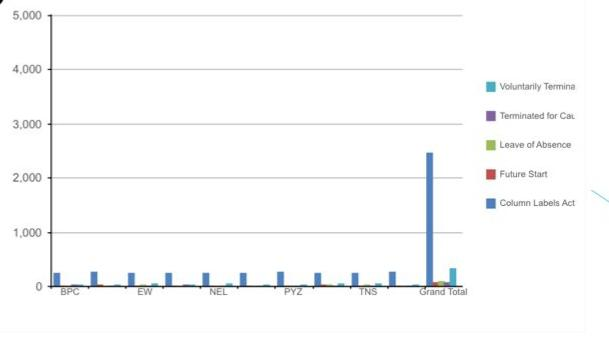 5,000
4,000
3,000
2,000
1,000
0
BPC EW NEL PYZ TNS Grand Total
Voluntarily Termina
Terminated for Cau
Leave of Absence
Future Start
Column Labels Act